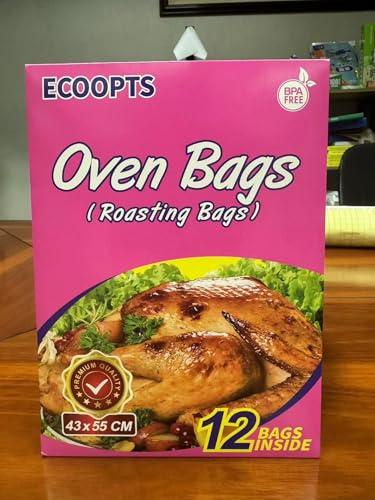 ECOOPTS
BPA
FREE
Oven Bags
(Roasting Bags)
PREMIUM QUALITY
43 x 55 CM
12 BAGS
INSIDE